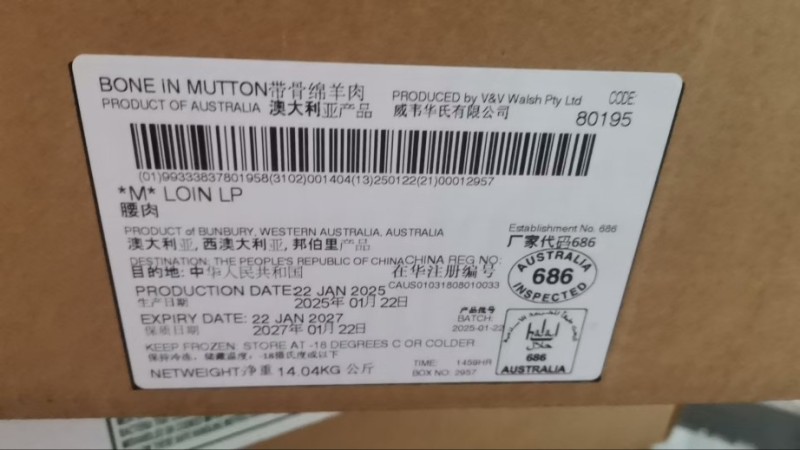 BONE IN MUTTON带骨绵羊肉
PRODUCT OF AUSTRALIA 澳大利亚产品
PRODUCED by V&V Walsh Pty Ltd
威韦华氏有限公司
CODE:
80195
(01)99333837801958(3102)001404(13)250122(21)00012957
*M* LOIN LP
腰肉
PRODUCT of BUNBURY, WESTERN AUSTRALIA, AUSTRALIA
澳大利亚, 西澳大利亚, 邦伯里产品
Establishment No. 686
厂家代码686
DESTINATION: THE PEOPLE'S REPUBLIC OF CHINA
目的地: 中华人民共和国
CHINA REG NO:
在华注册编号
CAUS01031808010033
PRODUCTION DATE:22 JAN 2025
生产日期 2025年 01月 22日
EXPIRY DATE: 22 JAN 2027
保质日期 2027年 01月 22日
产品批号
BATCH:
2025-01-22
KEEP FROZEN: STORE AT -18 DEGREES C OR COLDER
保持冷冻, 储藏温度: -18摄氏度或以下
NETWEIGHT净重 14.04KG 公斤
TIME: 1459HR
BOX NO: 2957
AUSTRALIA
686
INSPECTED
halal
حلال
686
AUSTRALIA